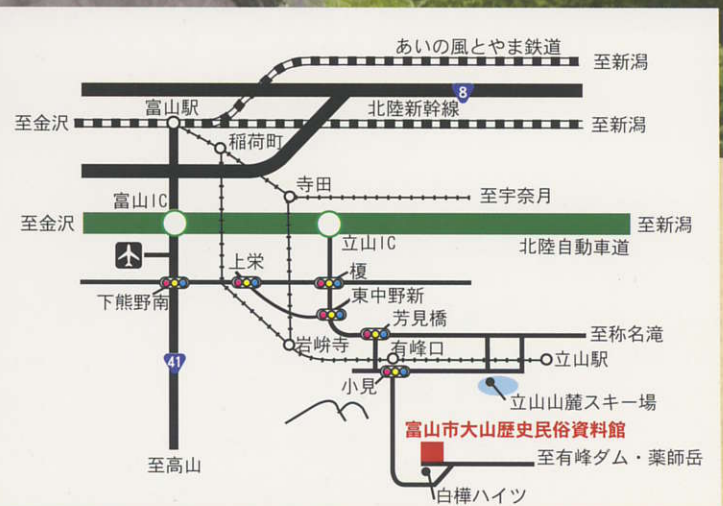 あいの風とやま鉄道
至新潟
8
富山駅
北陸新幹線
至金沢
至新潟
稲荷町
寺田
至宇奈月
富山IC
至金沢
至新潟
立山IC
北陸自動車道
上栄
榎
下熊野南
東中野新
芳見橋
至称名滝
岩峅寺
有峰口
立山駅
41
小見
立山山麓スキー場
富山市大山歴史民俗資料館
至高山
至有峰ダム・薬師岳
白樺ハイツ